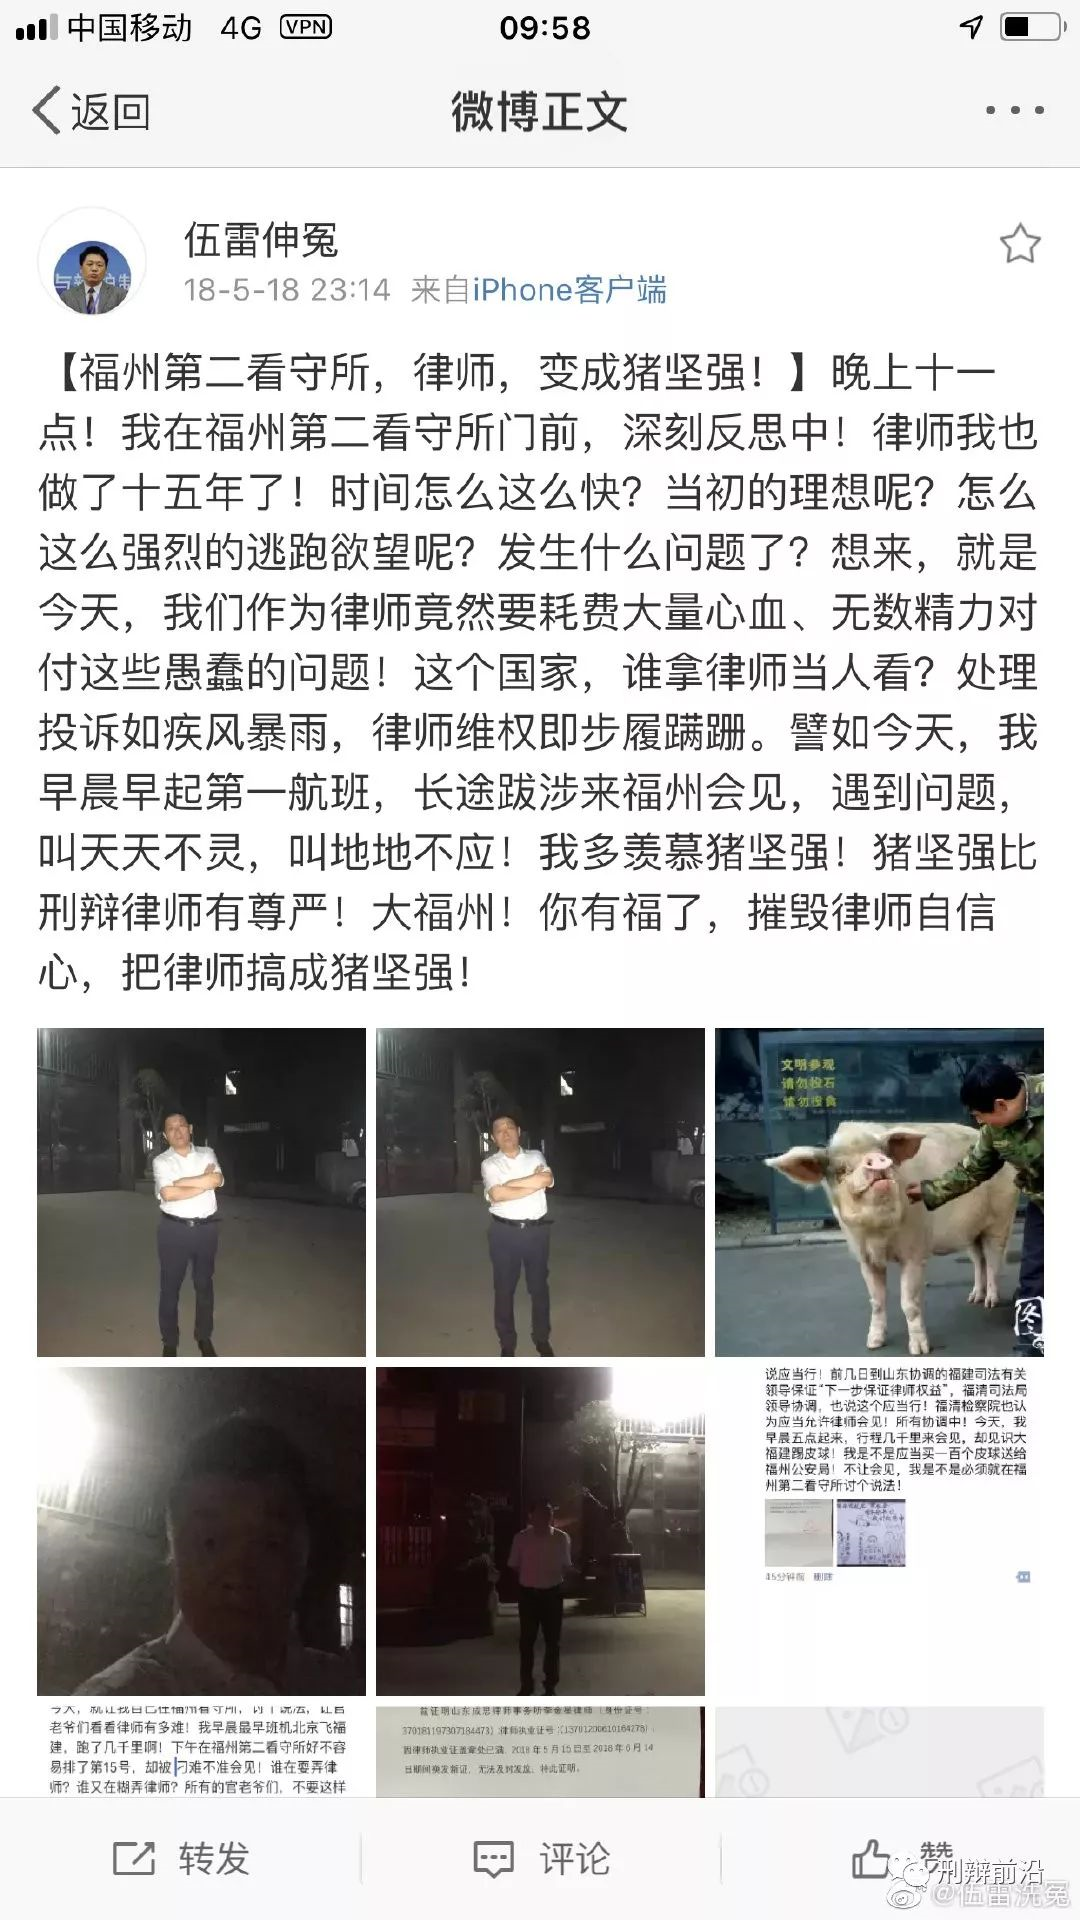 中国移动 4G VPN 09:58
返回 微博正文
伍雷伸冤
18-5-18 23:14 来自iPhone客户端
【福州第二看守所，律师，变成猪坚强！】晚上十一
点！我在福州第二看守所门前，深刻反思中！律师我也
做了十五年了！时间怎么这么快？当初的理想呢？怎么
这么强烈的逃跑欲望呢？发生什么问题了？想来，就是
今天，我们作为律师竟然要耗费大量心血、无数精力对
付这些愚蠢的问题！这个国家，谁拿律师当人看？处理
投诉如疾风暴雨，律师维权即步履蹒跚。譬如今天，我
早晨早起第一航班，长途跋涉来福州会见，遇到问题，
叫天天不灵，叫地地不应！我多羡慕猪坚强！猪坚强比
刑辩律师有尊严！大福州！你有福了，摧毁律师自信
心，把律师搞成猪坚强！
文明参观
请勿投石
请勿投食
图
说应当行！前几日到山东协调的福建司法有关
领导保证“下一步保证律师权益”，福清司法局
领导协调，也说这个应当行！福清检察院也认
为应当允许律师会见！所有协调中！今天，我
早晨五点起来，行程几千里来会见，却见识大
福建踢皮球！我是不是应当买一百个皮球送给
福州公安局！不让会见，我是不是必须就在福
州第二看守所讨个说法！
45分钟前 删除
今天，就让我自己在福州看守所，讨个说法，让官
老爷们看看律师有多难！我早晨最早班机北京飞福
建，跑了几千里啊！下午在福州第二看守所好不容
易排了第15号，却被刁难不准会见！谁在耍弄律
师？谁又在糊弄律师？所有的官老爷们，不要这样
兹证明山东成思律师事务所李金星律师（身份证号：
370181197307184473）律师执业证号：（13701200610164278）
因律师执业证盖章处已满，2018年5月15日至2018年6月14
日期间换发新证，无法及时发放，特此证明。
转发 评论 赞
刑辩前沿
@伍雷洗冤